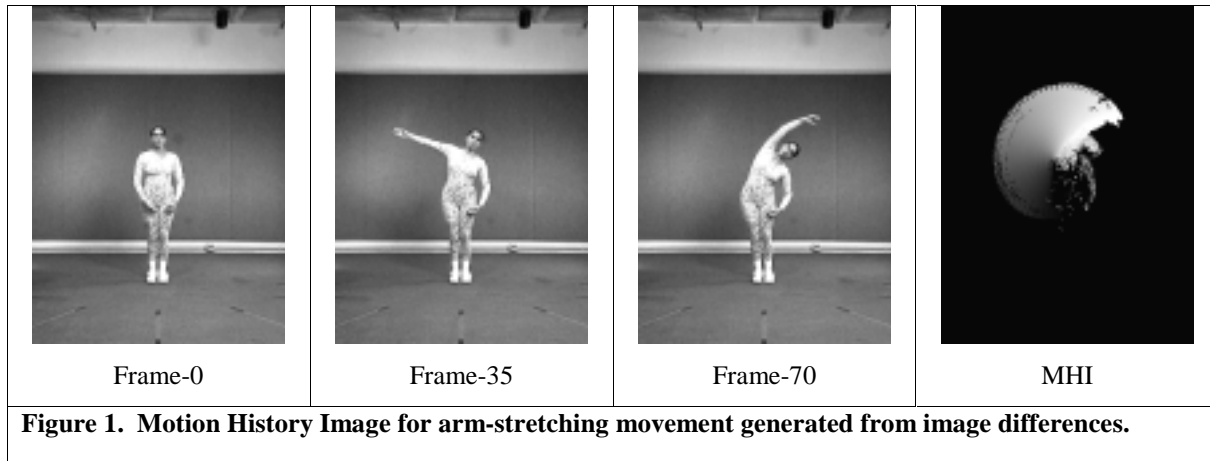 Frame-0
Frame-35
Frame-70
MHI
Figure 1.  Motion History Image for arm-stretching movement generated from image differences.